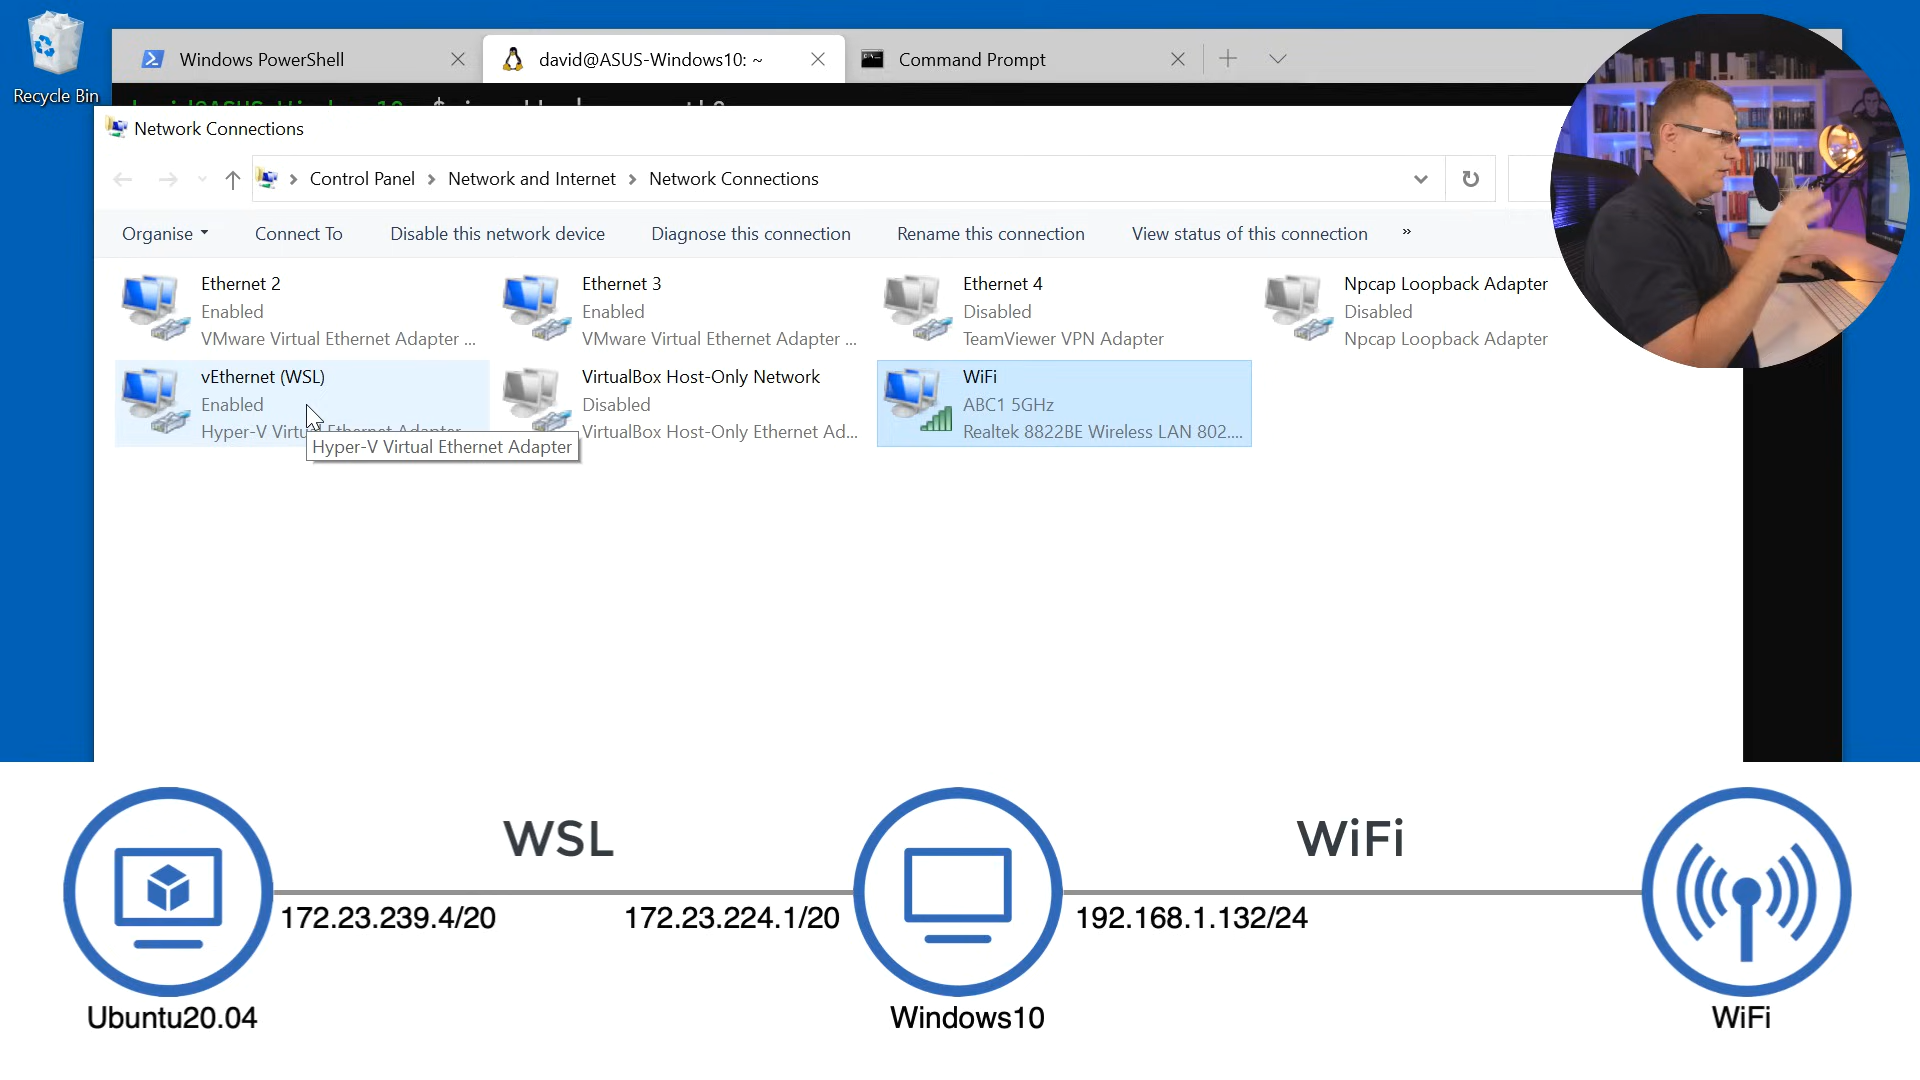 Recycle Bin
Windows PowerShell
david@ASUS-Windows10: ~
Command Prompt
Network Connections
Control Panel > Network and Internet > Network Connections
Organise
Connect To
Disable this network device
Diagnose this connection
Rename this connection
View status of this connection
»
Ethernet 2
Enabled
VMware Virtual Ethernet Adapter ...
Ethernet 3
Enabled
VMware Virtual Ethernet Adapter ...
Ethernet 4
Disabled
TeamViewer VPN Adapter
Npcap Loopback Adapter
Disabled
Npcap Loopback Adapter
vEthernet (WSL)
Enabled
Hyper-V Virtual Ethernet Adapter
Hyper-V Virtual Ethernet Adapter
VirtualBox Host-Only Network
Disabled
VirtualBox Host-Only Ethernet Ad...
WiFi
ABC1 5GHz
Realtek 8822BE Wireless LAN 802....
WSL
WiFi
172.23.239.4/20
172.23.224.1/20
192.168.1.132/24
Ubuntu20.04
Windows10
WiFi